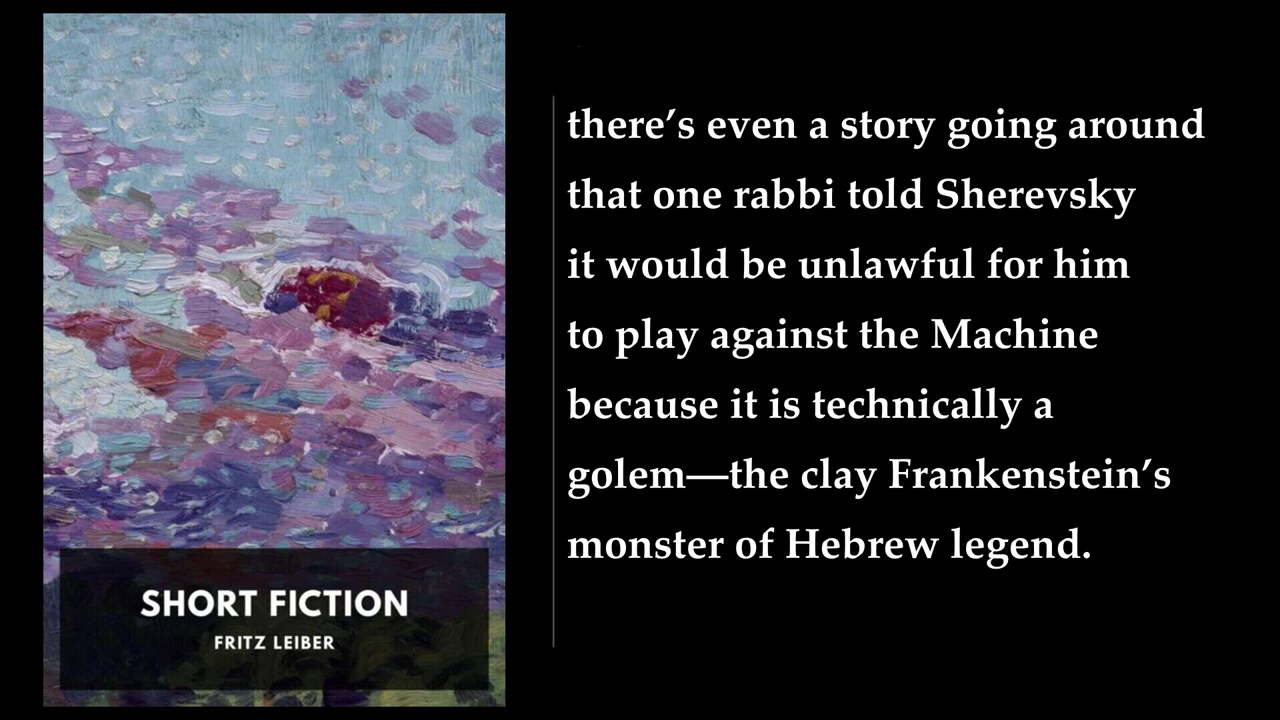 there’s even a story going around
that one rabbi told Sherevsky
it would be unlawful for him
to play against the Machine
because it is technically a
golem—the clay Frankenstein’s
monster of Hebrew legend.
SHORT FICTION
FRITZ LEIBER